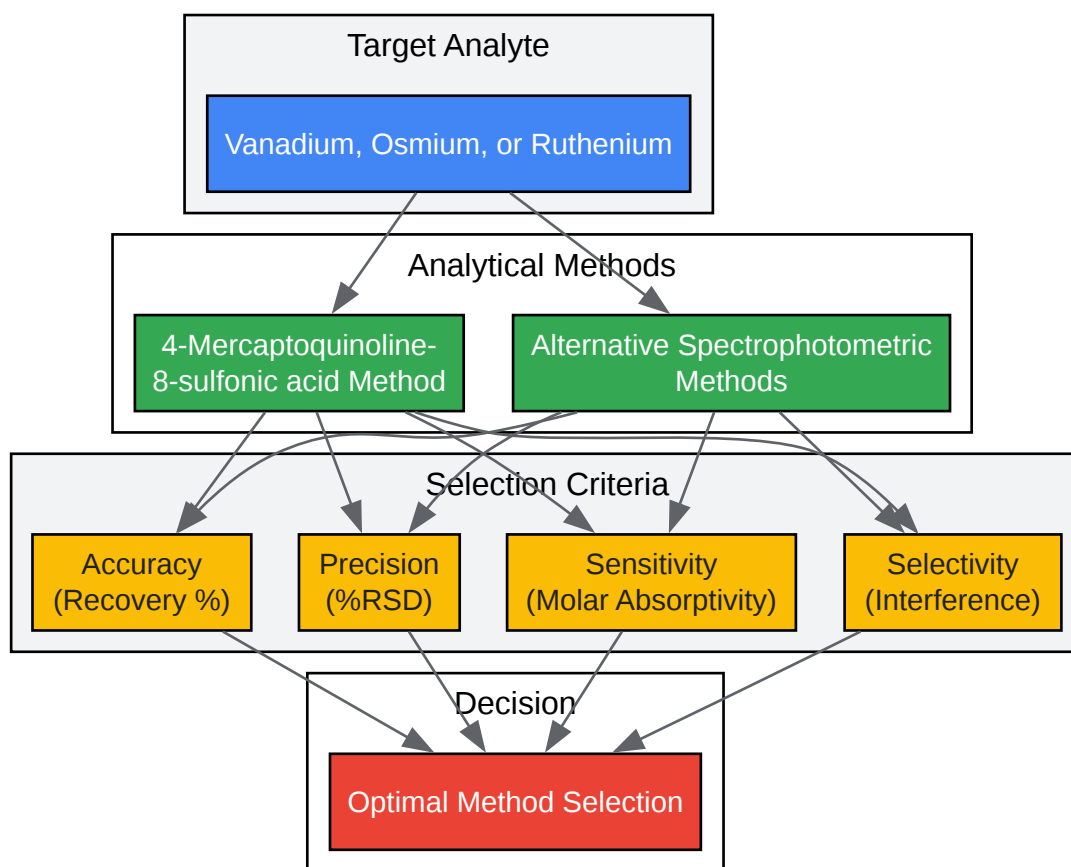 Target Analyte
Vanadium, Osmium, or Ruthenium
Analytical Methods
4-Mercaptoquinoline-
8-sulfonic acid Method
Alternative Spectrophotometric
Methods
Selection Criteria
Accuracy
(Recovery %)
Precision
(%RSD)
Sensitivity
(Molar Absorptivity)
Selectivity
(Interference)
Decision
Optimal Method Selection